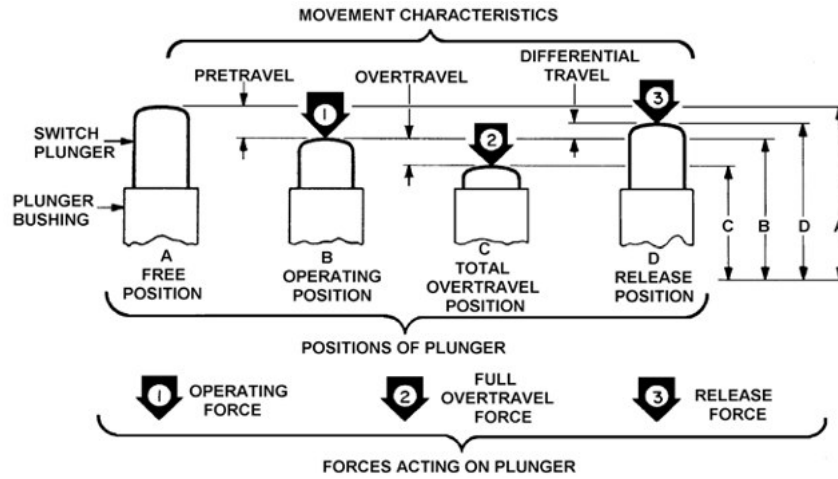 MOVEMENT CHARACTERISTICS
PRETRAVEL
OVERTRAVEL
DIFFERENTIAL
TRAVEL
1
2
3
SWITCH
PLUNGER
PLUNGER
BUSHING
A
FREE
POSITION
B
OPERATING
POSITION
C
TOTAL
OVERTRAVEL
POSITION
D
RELEASE
POSITION
C
B
D
A
POSITIONS OF PLUNGER
1 OPERATING
FORCE
2 FULL
OVERTRAVEL
FORCE
3 RELEASE
FORCE
FORCES ACTING ON PLUNGER